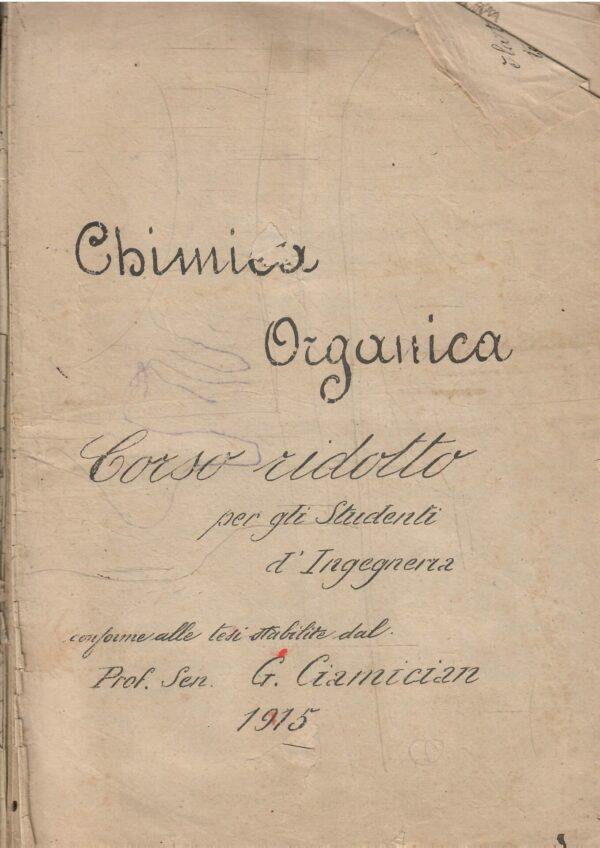 Chimica
Organica
Corso ridotto
per gli Studenti
d'Ingegneria
conforme alle tesi stabilite dal.
Prof. Sen. G. Ciamician
1915